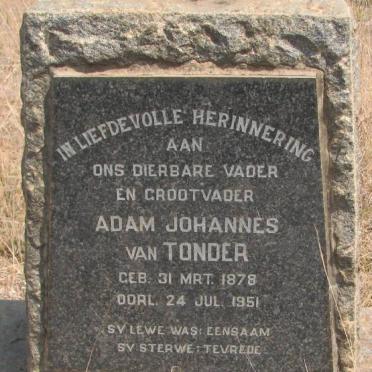 IN LIEFDEVOLLE HERINNERING
AAN
ONS DIERBARE VADER
EN GROOTVADER
ADAM JOHANNES
VAN TONDER
GEB. 31 MRT. 1878
OORL. 24 JUL. 1951
SY LEWE WAS: EENSAAM
SY STERWE: TEVREDE